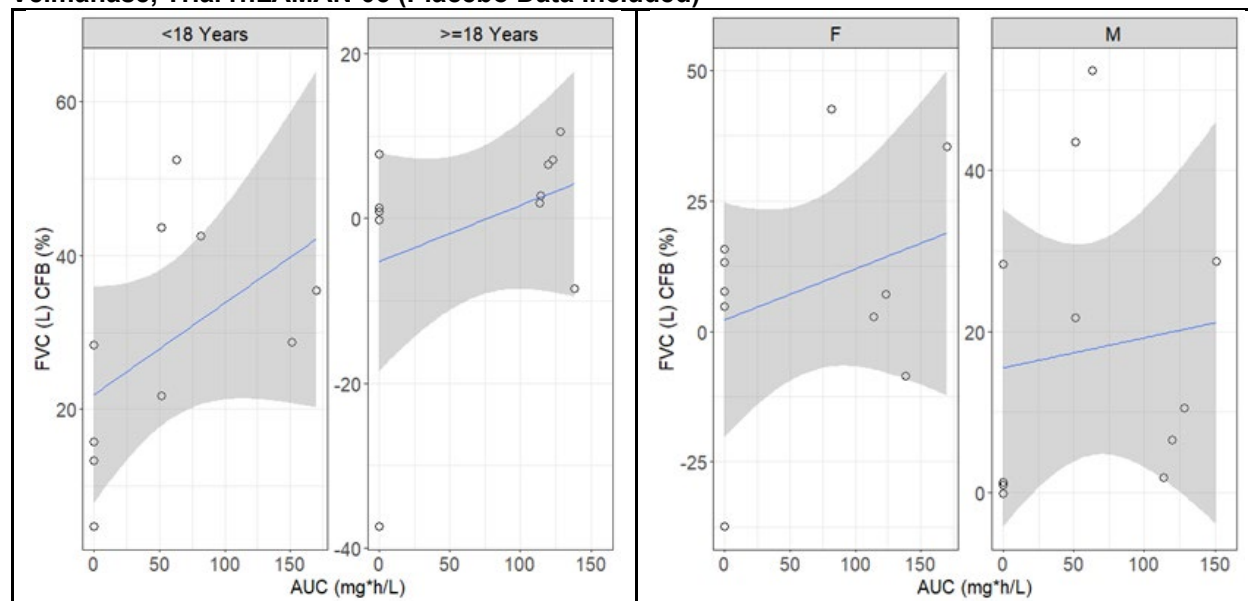 Velmanase, Trial rhLAMAN-05 (Placebo Data Included)
<18 Years >=18 Years F M
FVC (L) CFB (%)
60
40
20
20
0
-20
-40
FVC (L) CFB (%)
50
25
0
-25
40
20
0
0 50 100 150 0 50 100 150 0 50 100 150 0 50 100 150
AUC (mg*h/L) AUC (mg*h/L)